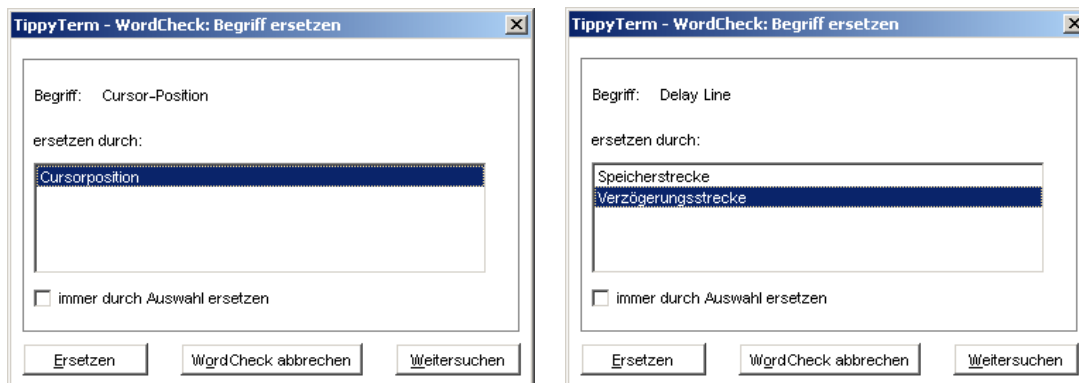 TippyTerm - WordCheck: Begriff ersetzen
Begriff: Cursor-Position
ersetzen durch:
Cursorposition
immer durch Auswahl ersetzen
Ersetzen WordCheck abbrechen Weitersuchen
TippyTerm - WordCheck: Begriff ersetzen
Begriff: Delay Line
ersetzen durch:
Speicherstrecke
Verzögerungsstrecke
immer durch Auswahl ersetzen
Ersetzen WordCheck abbrechen Weitersuchen